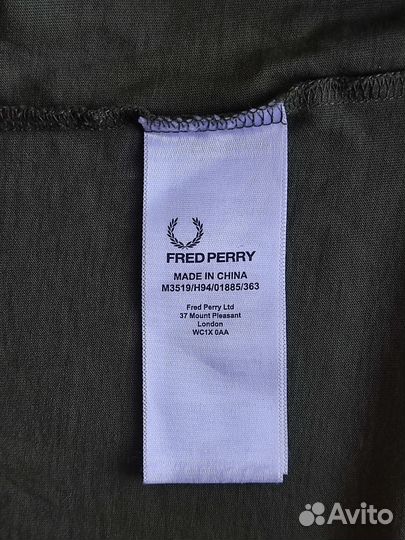 FRED PERRY
MADE IN CHINA
M3519/H94/01885/363
Fred Perry Ltd
37 Mount Pleasant
London
WC1X 0AA
Avito